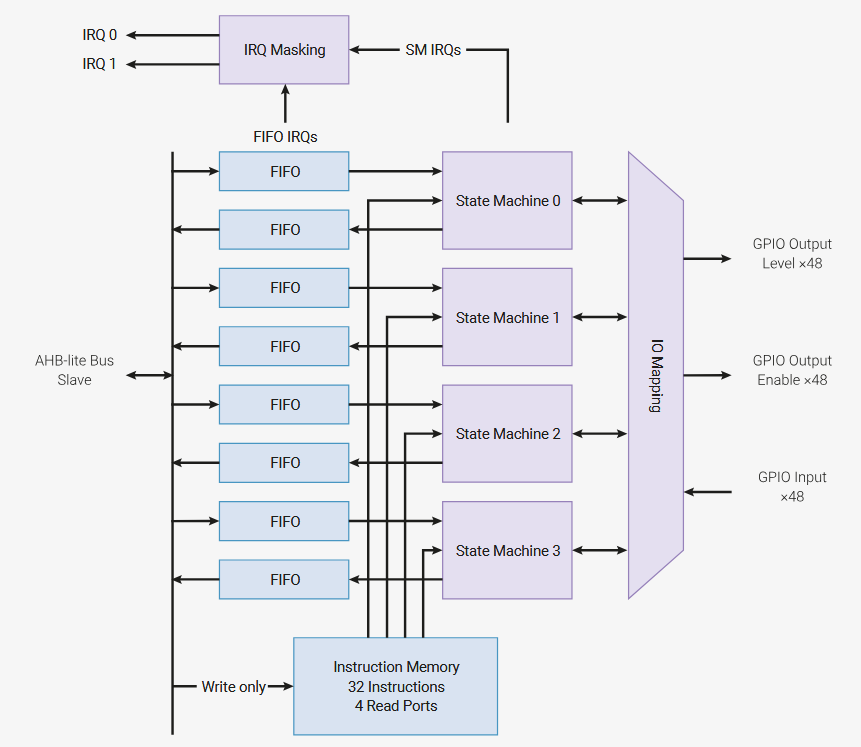 IRQ 0
IRQ 1
IRQ Masking
SM IRQs
FIFO IRQs
FIFO
FIFO
State Machine 0
FIFO
FIFO
State Machine 1
FIFO
FIFO
State Machine 2
FIFO
FIFO
State Machine 3
AHB-lite Bus
Slave
IO Mapping
GPIO Output
Level ×48
GPIO Output
Enable ×48
GPIO Input
×48
Write only
Instruction Memory
32 Instructions
4 Read Ports